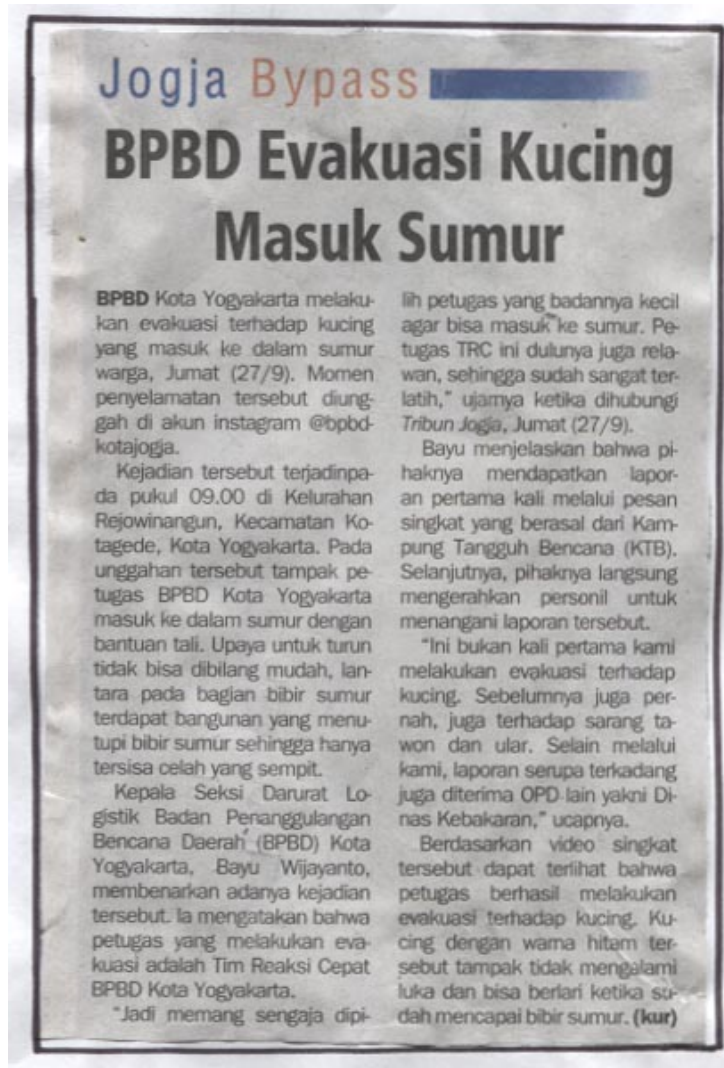 Jogja Bypass
BPBD Evakuasi Kucing
Masuk Sumur
BPBD Kota Yogyakarta melaku-
kan evakuasi terhadap kucing
yang masuk ke dalam sumur
warga, Jumat (27/9). Momen
penyelamatan tersebut diung-
gah di akun instagram @bpbd-
kotajogja.
Kejadian tersebut terjadinpa-
da pukul 09.00 di Kelurahan
Rejowinangun, Kecamatan Ko-
tagede, Kota Yogyakarta. Pada
unggahan tersebut tampak pe-
tugas BPBD Kota Yogyakarta
masuk ke dalam sumur dengan
bantuan tali. Upaya untuk turun
tidak bisa dibilang mudah, lan-
tara pada bagian bibir sumur
terdapat bangunan yang menu-
tupi bibir sumur sehingga hanya
tersisa celah yang sempit.
Kepala Seksi Darurat Lo-
gistik Badan Penanggulangan
Bencana Daerah (BPBD) Kota
Yogyakarta, Bayu Wijayanto,
membenarkan adanya kejadian
tersebut. Ia mengatakan bahwa
petugas yang melakukan eva-
kuasi adalah Tim Reaksi Cepat
BPBD Kota Yogyakarta.
"Jadi memang sengaja dipi-
lih petugas yang badannya kecil
agar bisa masuk ke sumur. Pe-
tugas TRC ini dulunya juga rela-
wan, sehingga sudah sangat ter-
latih," ujarnya ketika dihubungi
Tribun Jogja, Jumat (27/9).
Bayu menjelaskan bahwa pi-
haknya mendapatkan lapor-
an pertama kali melalui pesan
singkat yang berasal dari Kam-
pung Tangguh Bencana (KTB).
Selanjutnya, pihaknya langsung
mengerahkan personil untuk
menangani laporan tersebut.
"Ini bukan kali pertama kami
melakukan evakuasi terhadap
kucing. Sebelumnya juga per-
nah, juga terhadap sarang ta-
won dan ular. Selain melalui
kami, laporan serupa terkadang
juga diterima OPD lain yakni Di-
nas Kebakaran," ucapnya.
Berdasarkan video singkat
tersebut dapat terlihat bahwa
petugas berhasil melakukan
evakuasi terhadap kucing. Ku-
cing dengan warna hitam ter-
sebut tampak tidak mengalami
luka dan bisa berlari ketika su-
dah mencapai bibir sumur. (kur)